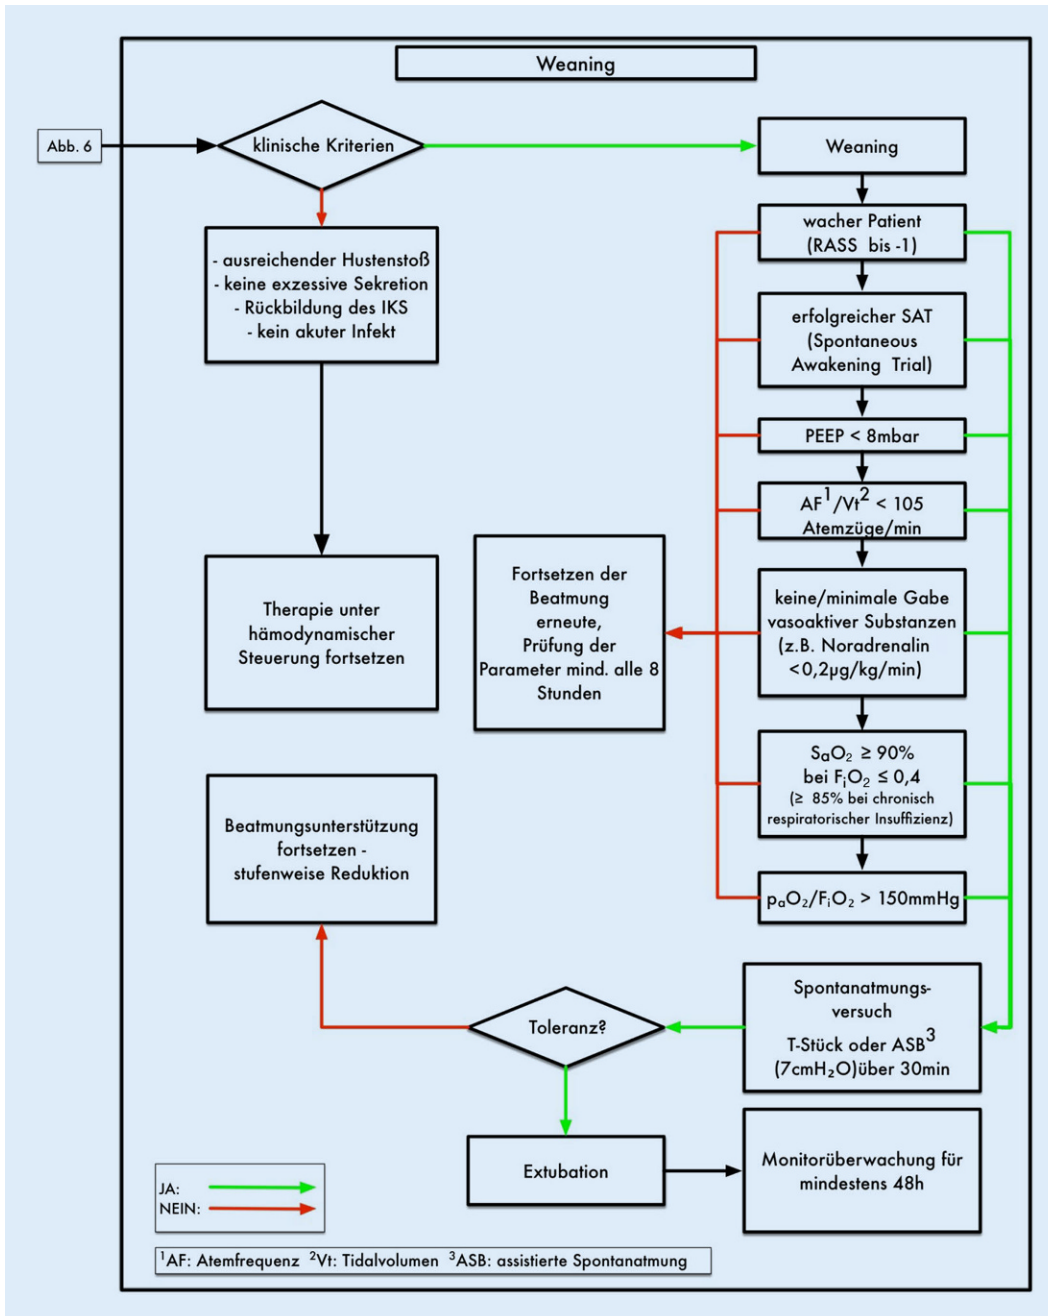 Weaning
Abb. 6
klinische Kriterien
- ausreichender Hustenstoß
- keine exzessive Sekretion
- Rückbildung des IKS
- kein akuter Infekt
Therapie unter
hämodynamischer
Steuerung fortsetzen
Weaning
wacher Patient
(RASS bis -1)
erfolgreicher SAT
(Spontaneous
Awakening Trial)
PEEP < 8mbar
AF¹/Vt² < 105
Atemzüge/min
keine/minimale Gabe
vasoaktiver Substanzen
(z.B. Noradrenalin
<0,2µg/kg/min)
SaO₂ ≥ 90%
bei FiO₂ ≤ 0,4
(≥ 85% bei chronisch
respiratorischer Insuffizienz)
paO₂/FiO₂ > 150mmHg
Fortsetzen der
Beatmung
erneute,
Prüfung der
Parameter mind. alle 8
Stunden
Spontanatmungs-
versuch
T-Stück oder ASB³
(7cmH₂O)über 30min
Toleranz?
Beatmungsunterstützung
fortsetzen -
stufenweise Reduktion
Extubation
Monitorüberwachung für
mindestens 48h
JA:
NEIN:
¹AF: Atemfrequenz ²Vt: Tidalvolumen ³ASB: assistierte Spontanatmung